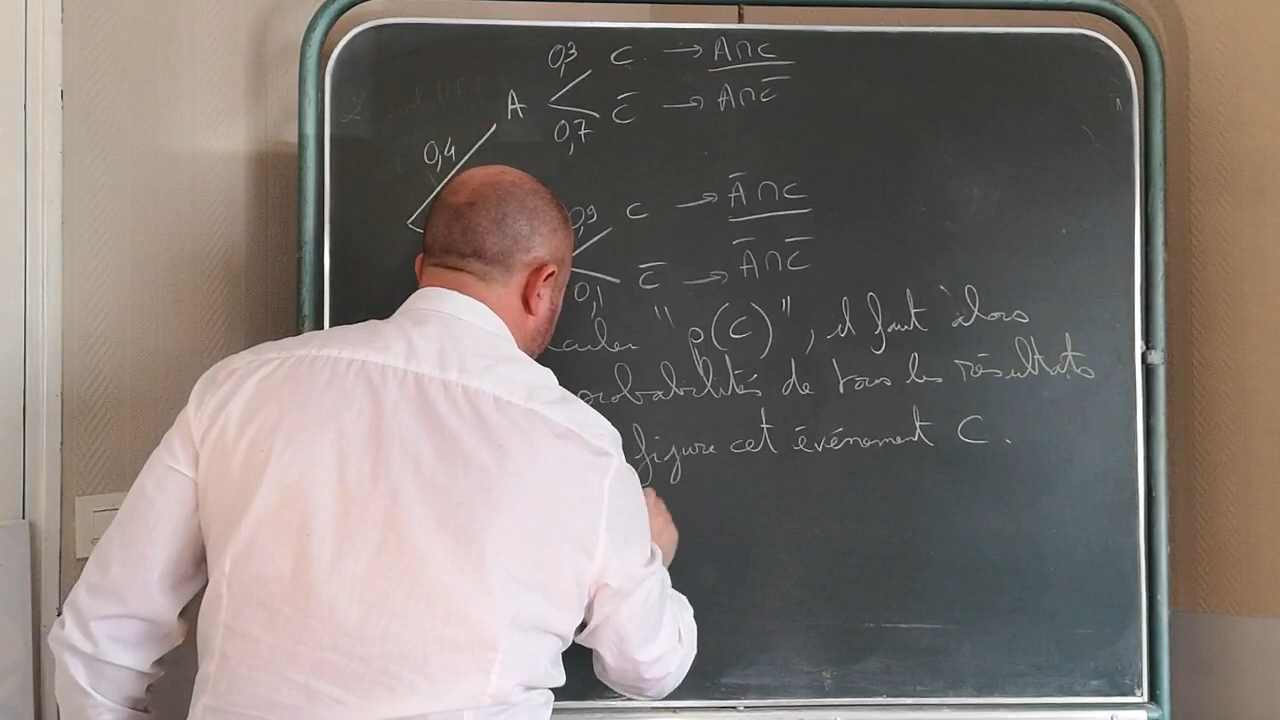 0,3 C → A∩C
A
0,7 C̅ → A∩C̅
0,4
0,9 C → A̅∩C
0,1 C̅ → A̅∩C̅
"p(C)", il faut alors
probabilités de tous les résultats
figure cet événement C.